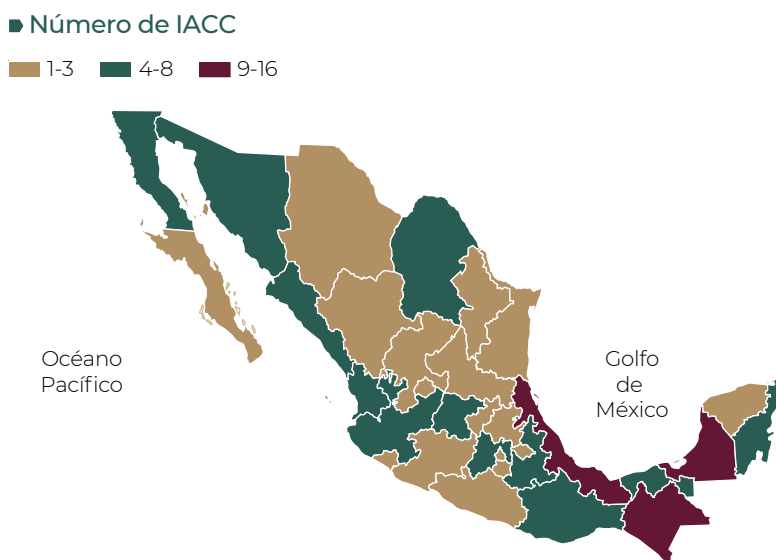 Número de IACC
1-3 4-8 9-16
Océano
Pacífico
Golfo
de
México